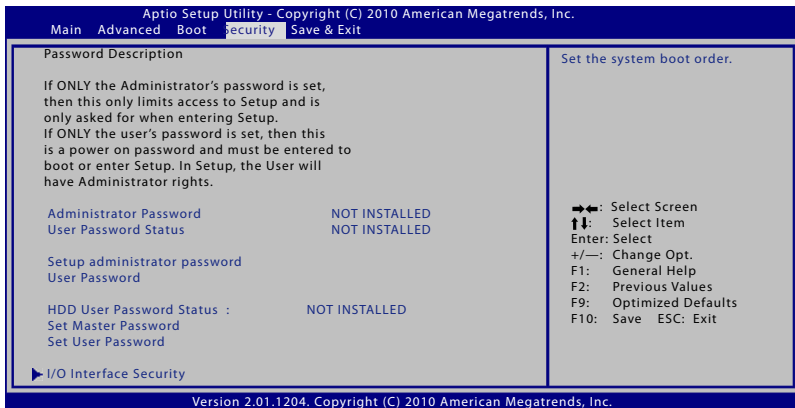 Aptio Setup Utility - Copyright (C) 2010 American Megatrends, Inc.
Main Advanced Boot Security Save & Exit
Password Description
If ONLY the Administrator’s password is set,
then this only limits access to Setup and is
only asked for when entering Setup.
If ONLY the user’s password is set, then this
is a power on password and must be entered to
boot or enter Setup. In Setup, the User will
have Administrator rights.
Administrator Password NOT INSTALLED
User Password Status NOT INSTALLED
Setup administrator password
User Password
HDD User Password Status : NOT INSTALLED
Set Master Password
Set User Password
I/O Interface Security
Set the system boot order.
→←: Select Screen
↑↓: Select Item
Enter: Select
+/—: Change Opt.
F1: General Help
F2: Previous Values
F9: Optimized Defaults
F10: Save ESC: Exit
Version 2.01.1204. Copyright (C) 2010 American Megatrends, Inc.